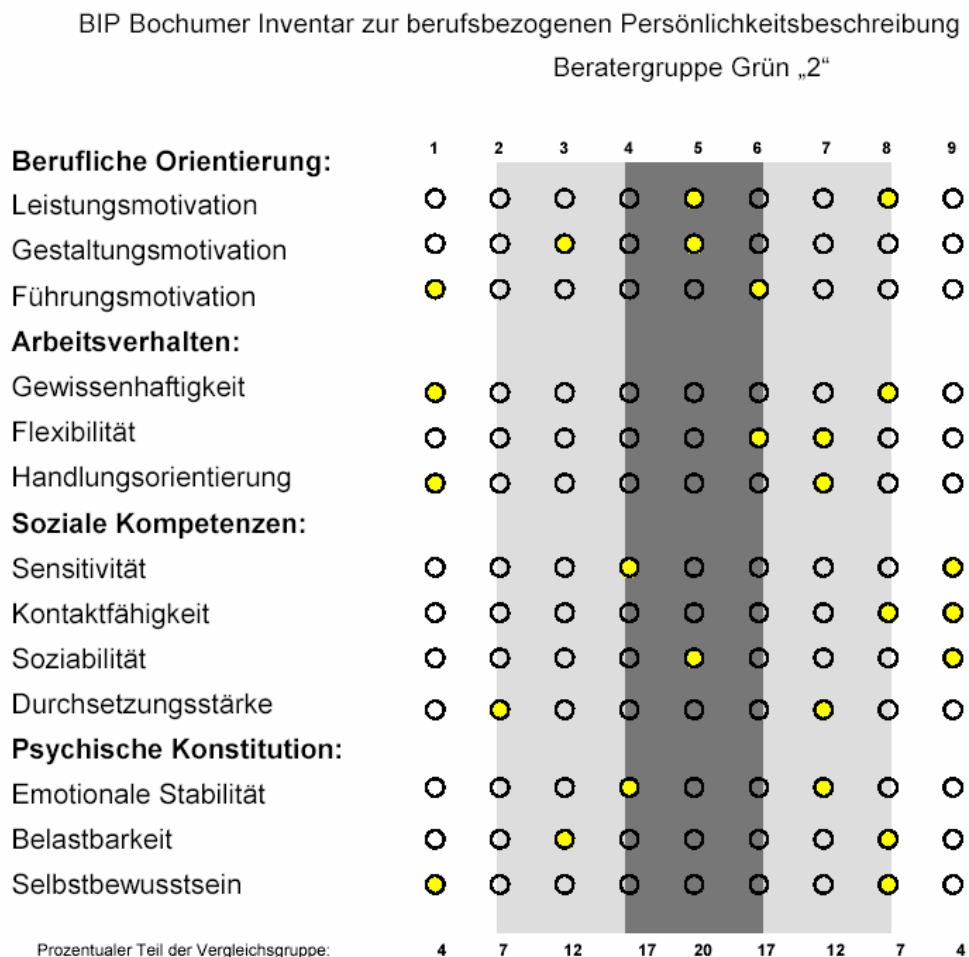 BIP Bochumer Inventar zur berufsbezogenen Persönlichkeitsbeschreibung
Beratergruppe Grün „2“
1 2 3 4 5 6 7 8 9
Berufliche Orientierung:
Leistungsmotivation
Gestaltungsmotivation
Führungsmotivation
Arbeitsverhalten:
Gewissenhaftigkeit
Flexibilität
Handlungsorientierung
Soziale Kompetenzen:
Sensitivität
Kontaktfähigkeit
Soziabilität
Durchsetzungsstärke
Psychische Konstitution:
Emotionale Stabilität
Belastbarkeit
Selbstbewusstsein
Prozentualer Teil der Vergleichsgruppe: 4 7 12 17 20 17 12 7 4